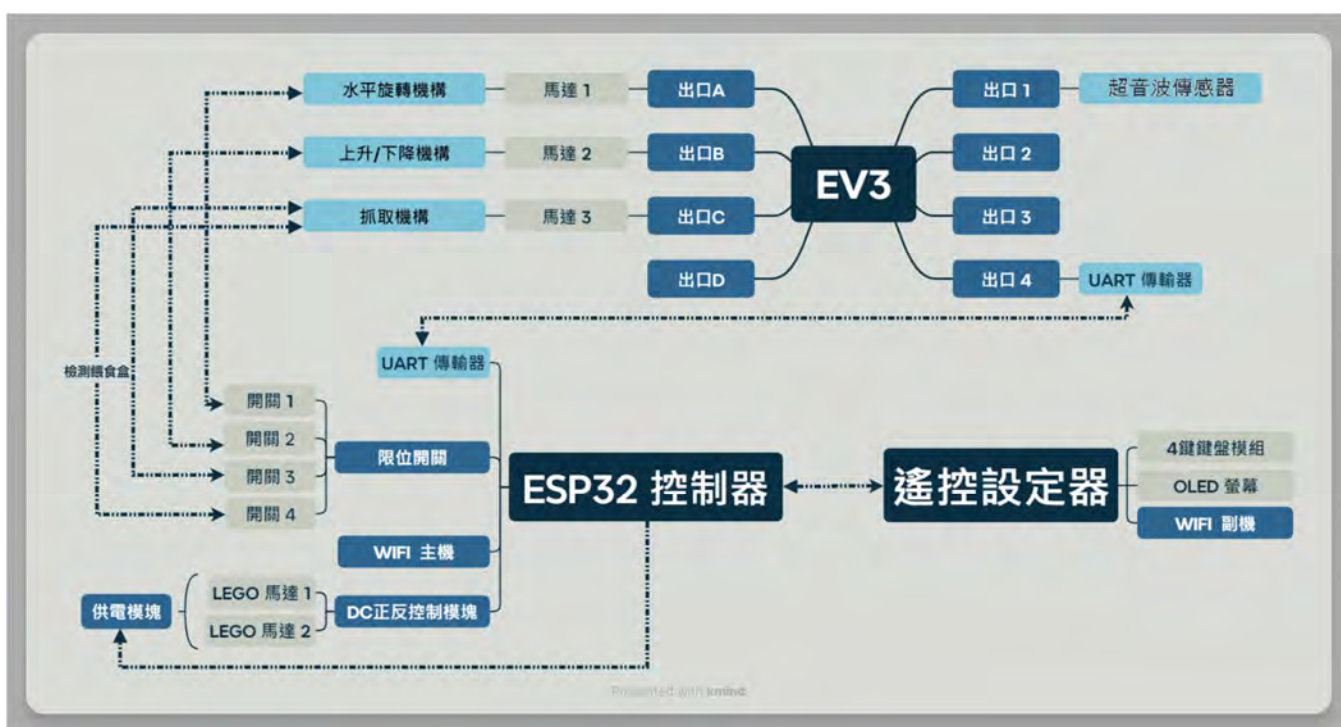 水平旋轉機構
馬達 1
出口A
出口 1
超音波傳感器
上升/下降機構
馬達 2
出口B
EV3
出口 2
抓取機構
馬達 3
出口C
出口 3
出口D
出口 4
UART 傳輸器
UART 傳輸器
檢測餵食盒
開關 1
開關 2
開關 3
開關 4
限位開關
ESP32 控制器
遙控設定器
4鍵鍵盤模組
OLED 螢幕
WIFI 副機
WIFI 主機
供電模塊
LEGO 馬達 1
LEGO 馬達 2
DC正反控制模塊
Presented with xmind